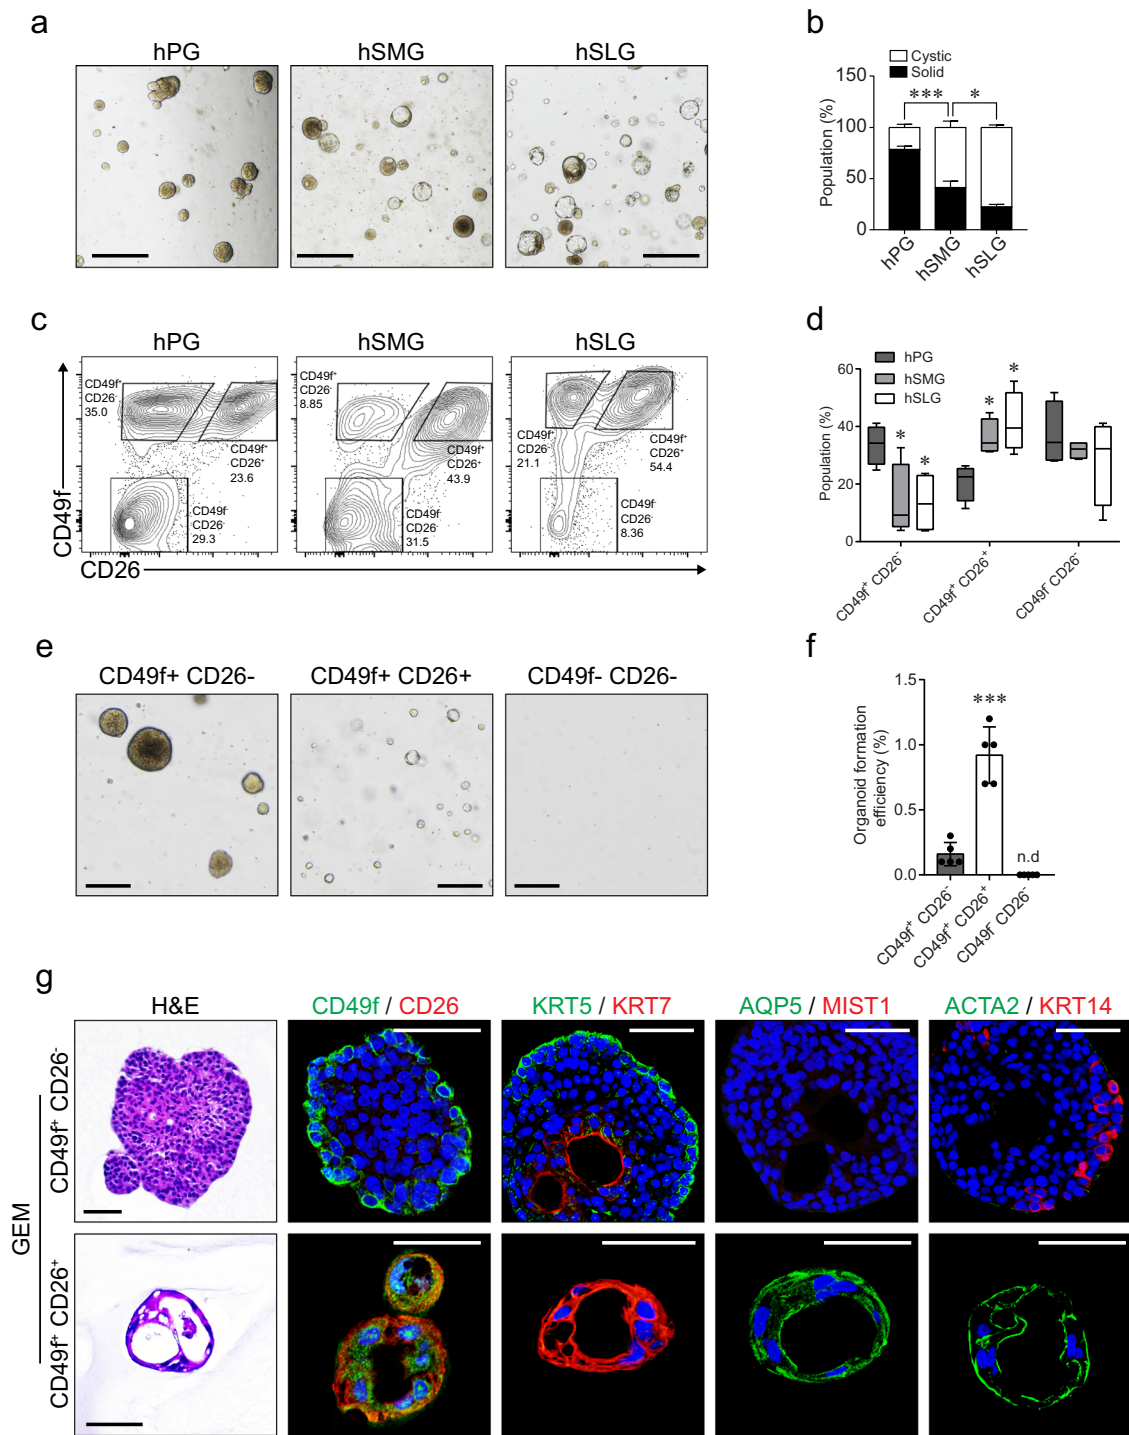 a
hPG
hSMG
hSLG
b
Cystic
Solid
150
100
50
0
Population (%)
***
*
hPG
hSMG
hSLG
c
hPG
hSMG
hSLG
CD49f⁺
CD26⁻
35.0
CD49f⁺
CD26⁺
23.6
CD49f⁻
CD26⁻
29.3
CD49f⁺
CD26⁻
8.85
CD49f⁺
CD26⁺
43.9
CD49f⁻
CD26⁻
31.5
CD49f⁺
CD26⁻
21.1
CD49f⁺
CD26⁺
54.4
CD49f⁻
CD26⁻
8.36
CD49f
CD26
d
hPG
hSMG
hSLG
60
40
20
0
Population (%)
*
*
*
*
CD49f⁺ CD26⁻
CD49f⁺ CD26⁺
CD49f⁻ CD26⁻
e
CD49f+ CD26-
CD49f+ CD26+
CD49f- CD26-
f
1.5
1.0
0.5
0.0
Organoid formation
efficiency (%)
***
n.d
CD49f⁺ CD26⁻
CD49f⁺ CD26⁺
CD49f⁻ CD26⁻
g
H&E
CD49f / CD26
KRT5 / KRT7
AQP5 / MIST1
ACTA2 / KRT14
GEM
CD49f⁺ CD26⁻
CD49f⁺ CD26⁺